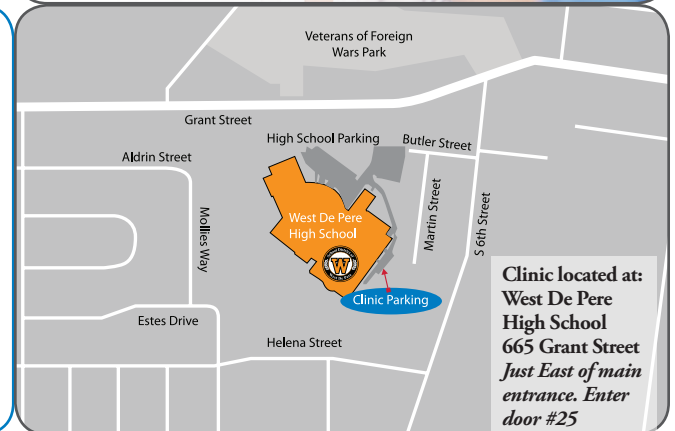 Veterans of Foreign
Wars Park
Grant Street
High School Parking
Butler Street
Aldrin Street
Mollies Way
Martin Street
S 6th Street
West De Pere
High School
W
Clinic Parking
Estes Drive
Helena Street
Clinic located at:
West De Pere
High School
665 Grant Street
Just East of main
entrance. Enter
door #25